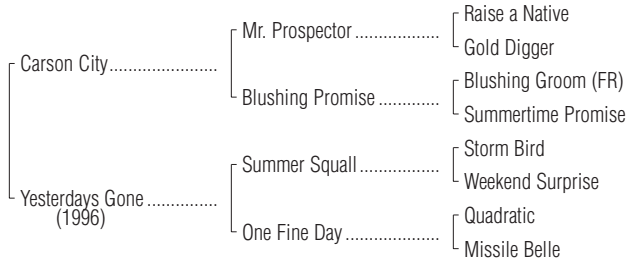 Raise a Native
Mr. Prospector ..................
Gold Digger
Carson City.......................
Blushing Groom (FR)
Blushing Promise .............
Summertime Promise
Storm Bird
Summer Squall .................
Weekend Surprise
Yesterdays Gone ...............
(1996)
Quadratic
One Fine Day ....................
Missile Belle